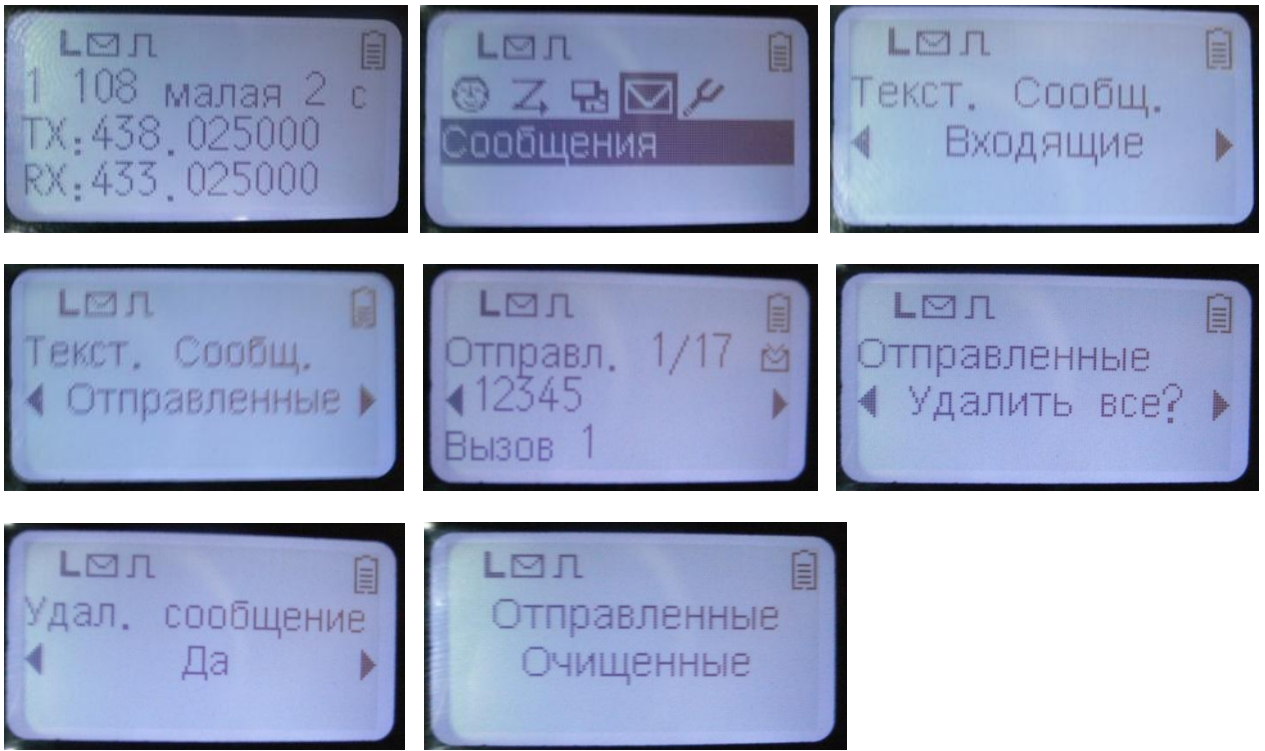 1 108 малая 2 с
TX:438.025000
RX:433.025000
Сообщения
Текст. Сообщ.
Входящие
Текст. Сообщ.
Отправленные
Отправл. 1/17
12345
Вызов 1
Отправленные
Удалить все?
Удал. сообщение
Да
Отправленные
Очищенные